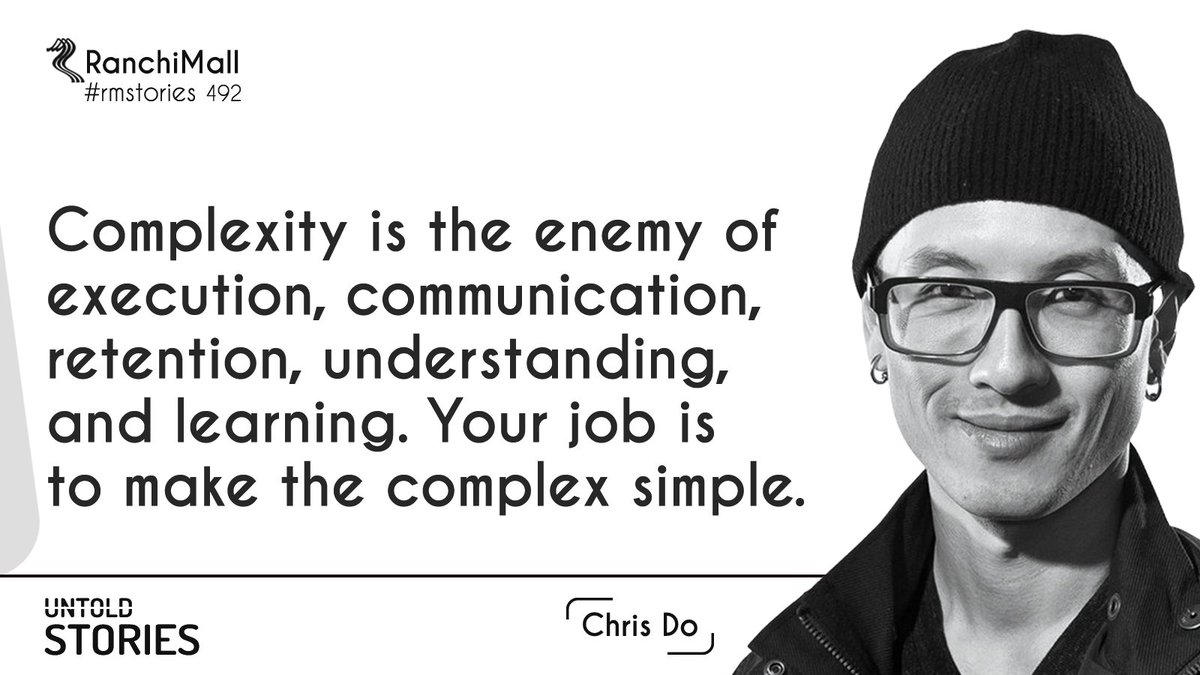 RanchiMall
#rmstories 492
Complexity is the enemy of
execution, communication,
retention, understanding,
and learning. Your job is
to make the complex simple.
UNTOLD
STORIES
Chris Do